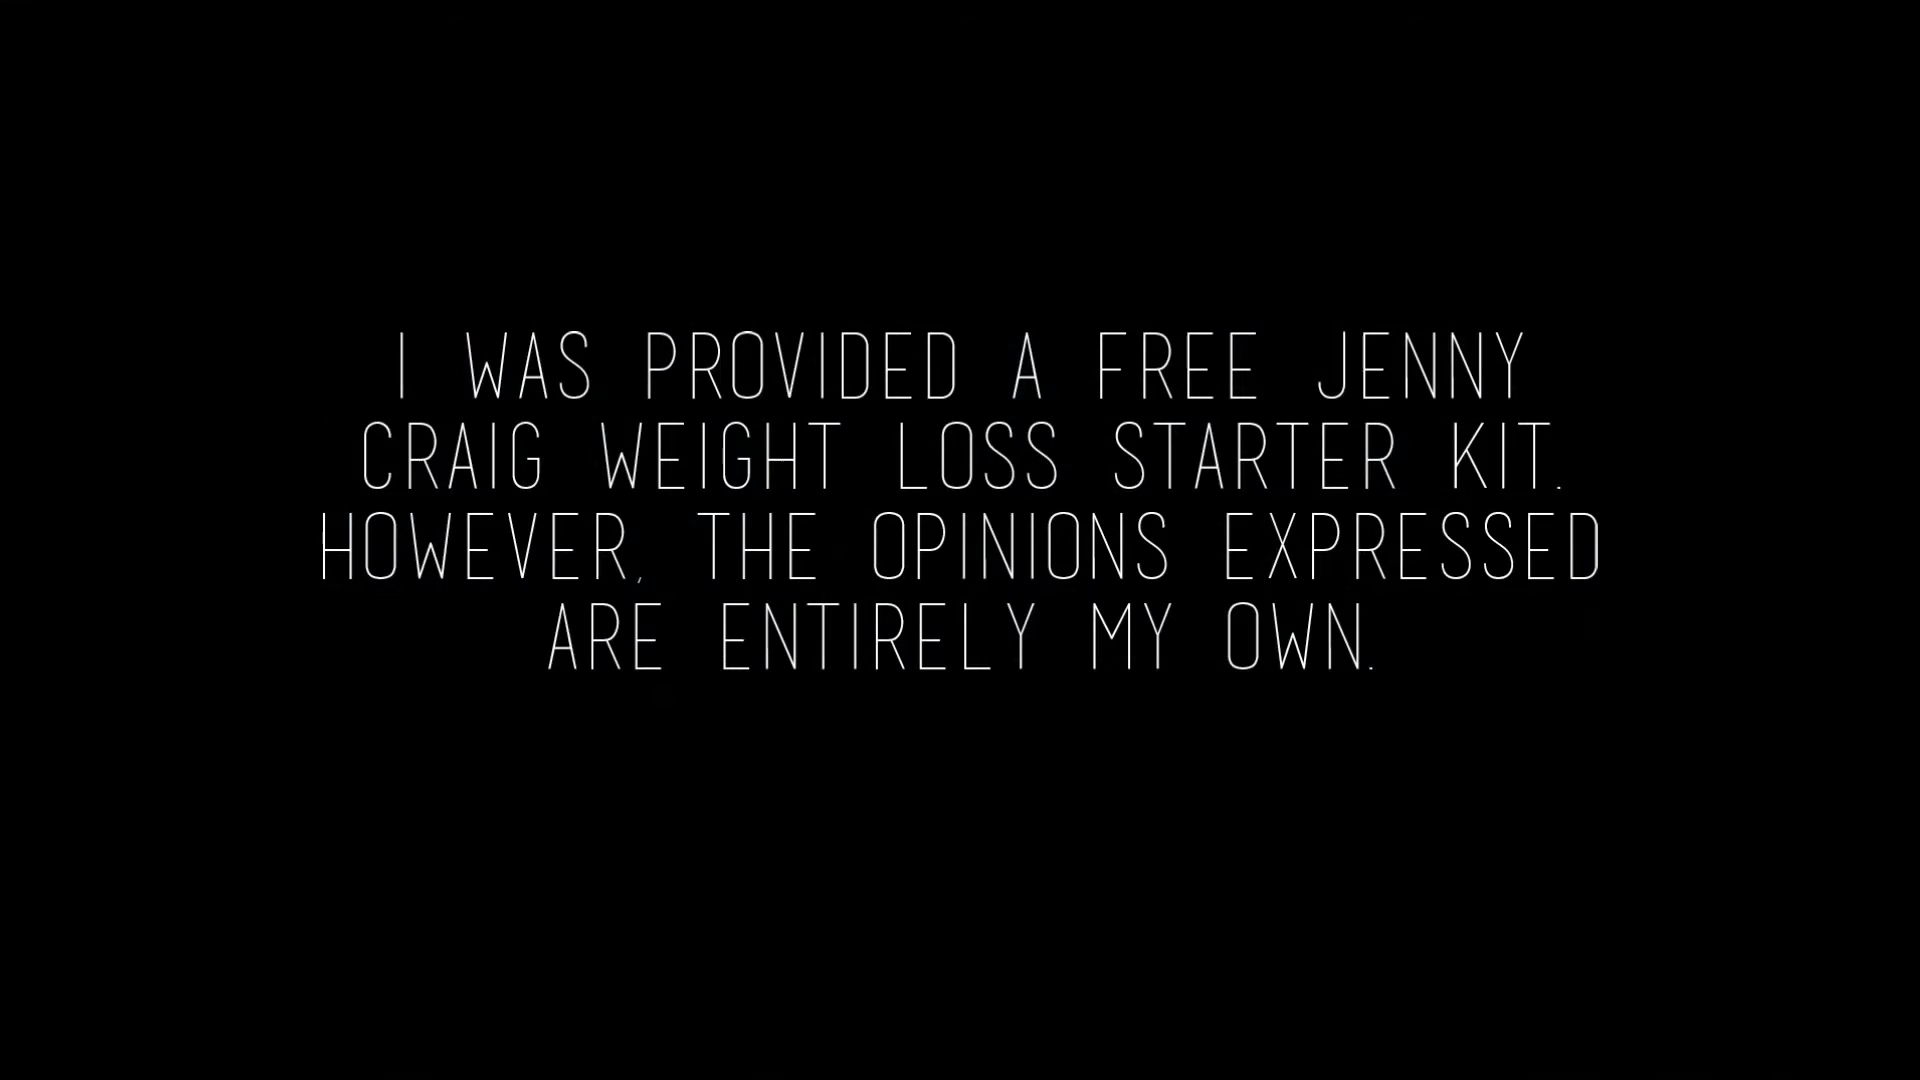 I WAS PROVIDED A FREE JENNY
CRAIG WEIGHT LOSS STARTER KIT.
HOWEVER, THE OPINIONS EXPRESSED
ARE ENTIRELY MY OWN.